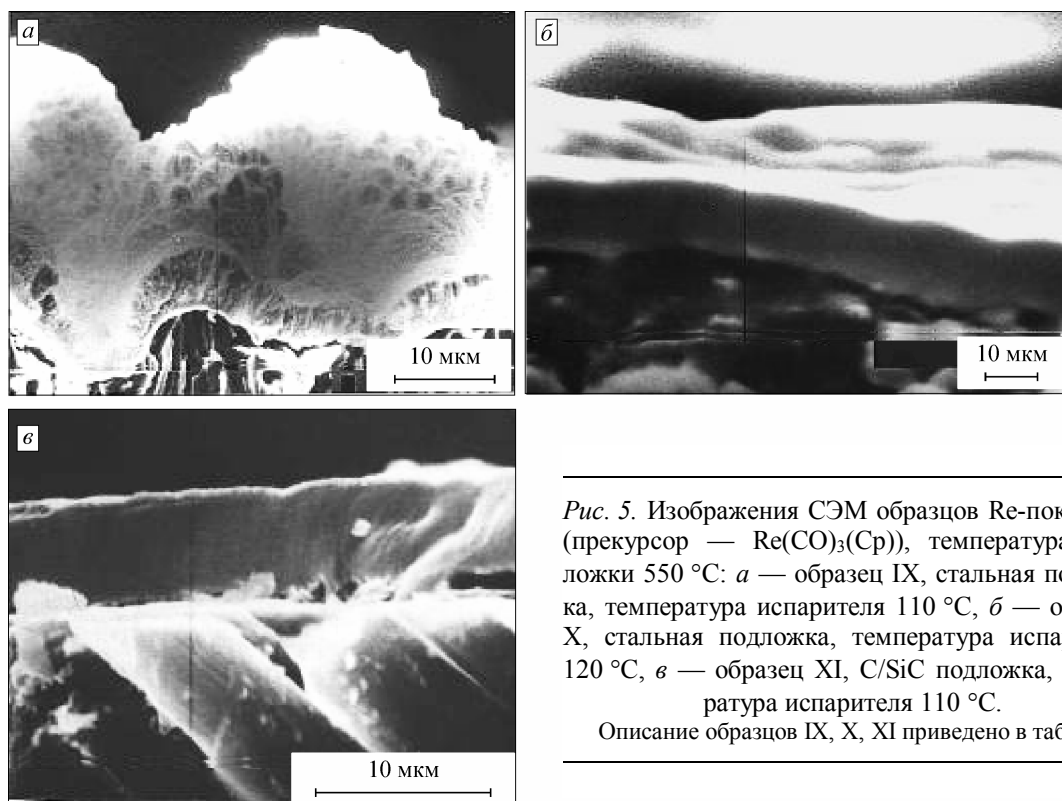 а
б
10 мкм
10 мкм
в
10 мкм
Рис. 5. Изображения СЭМ образцов Re-пок
(прекурсор — Re(CO)₃(Cp)), температура
ложки 550 °С: а — образец IX, стальная по
ка, температура испарителя 110 °С, б — о
X, стальная подложка, температура испа
120 °С, в — образец XI, C/SiC подложка,
ратура испарителя 110 °С.
Описание образцов IX, X, XI приведено в таб